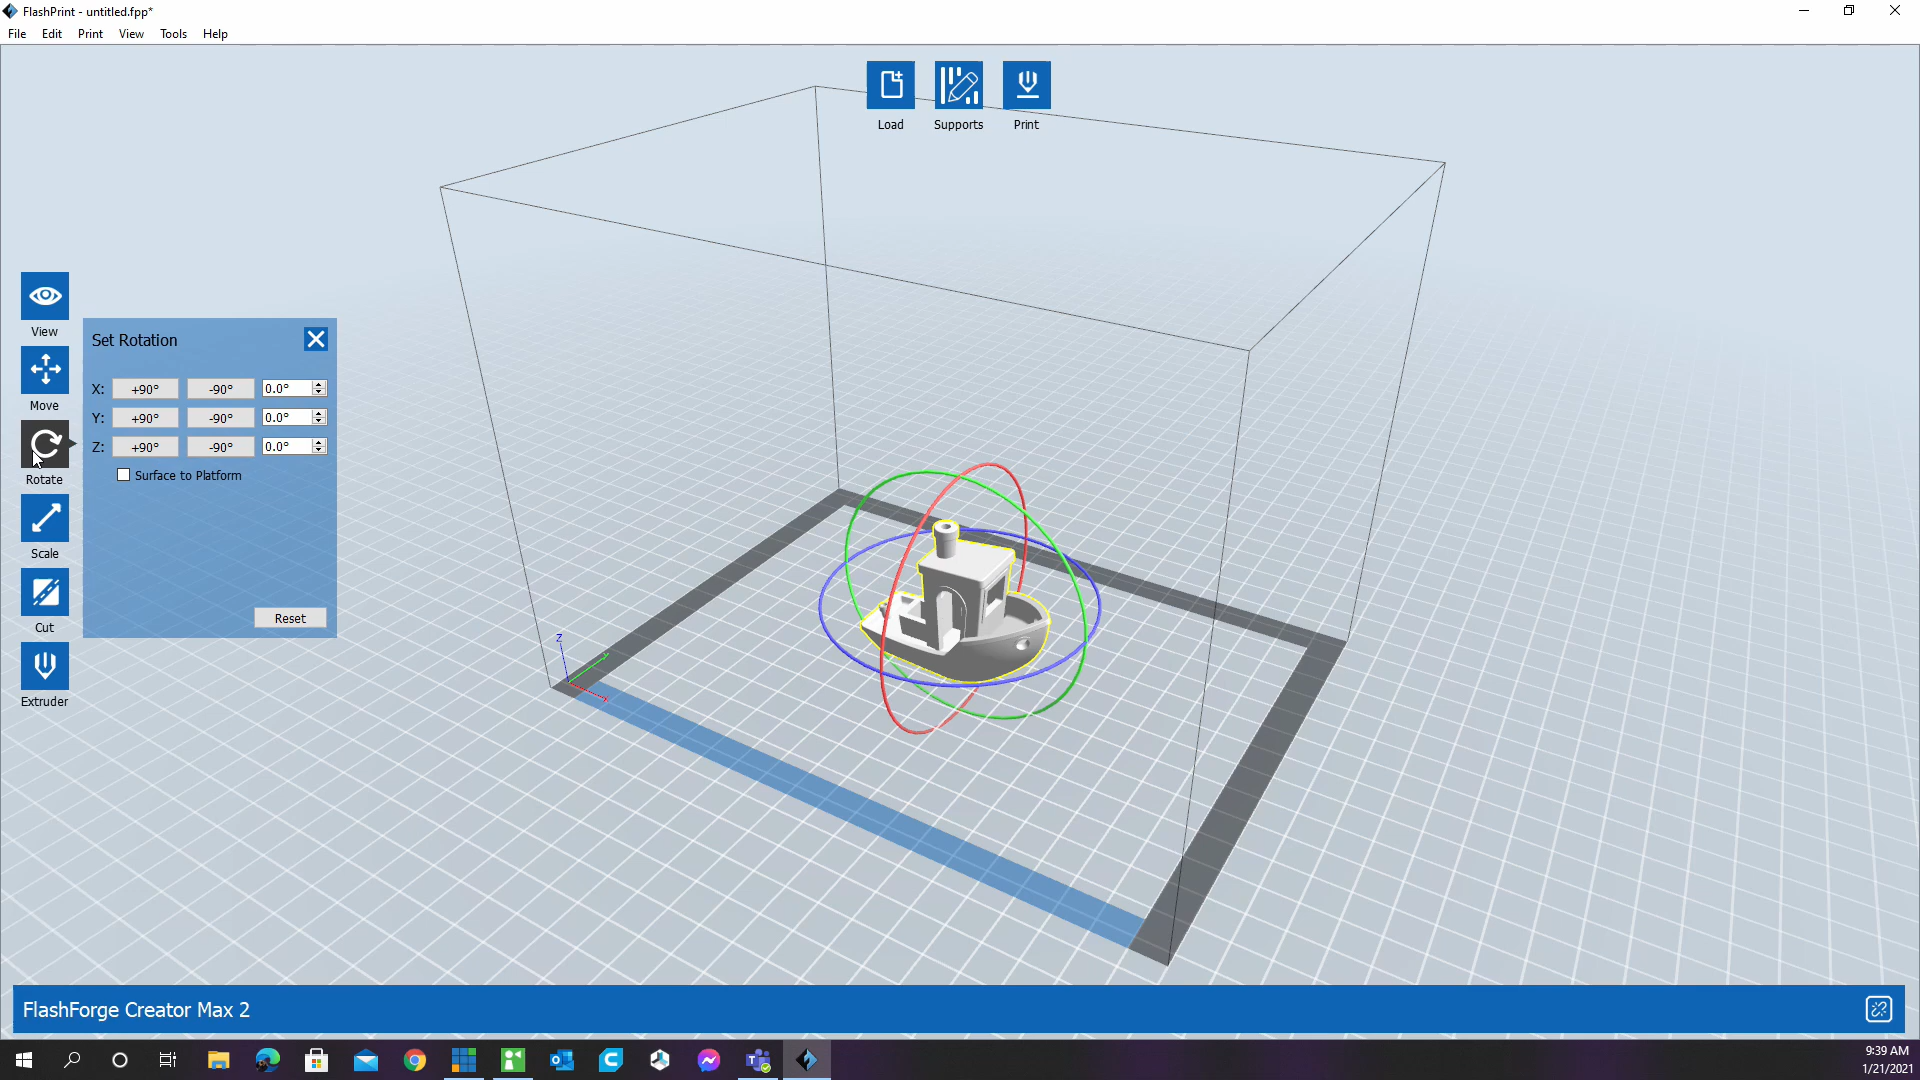 FlashPrint - untitled.fpp*
File Edit Print View Tools Help
Load Supports Print
View
Set Rotation
X: +90° -90° 0.0°
Move
Y: +90° -90° 0.0°
Z: +90° -90° 0.0°
Surface to Platform
Rotate
Scale
Cut
Reset
Z
Extruder
FlashForge Creator Max 2
9:39 AM
1/21/2021